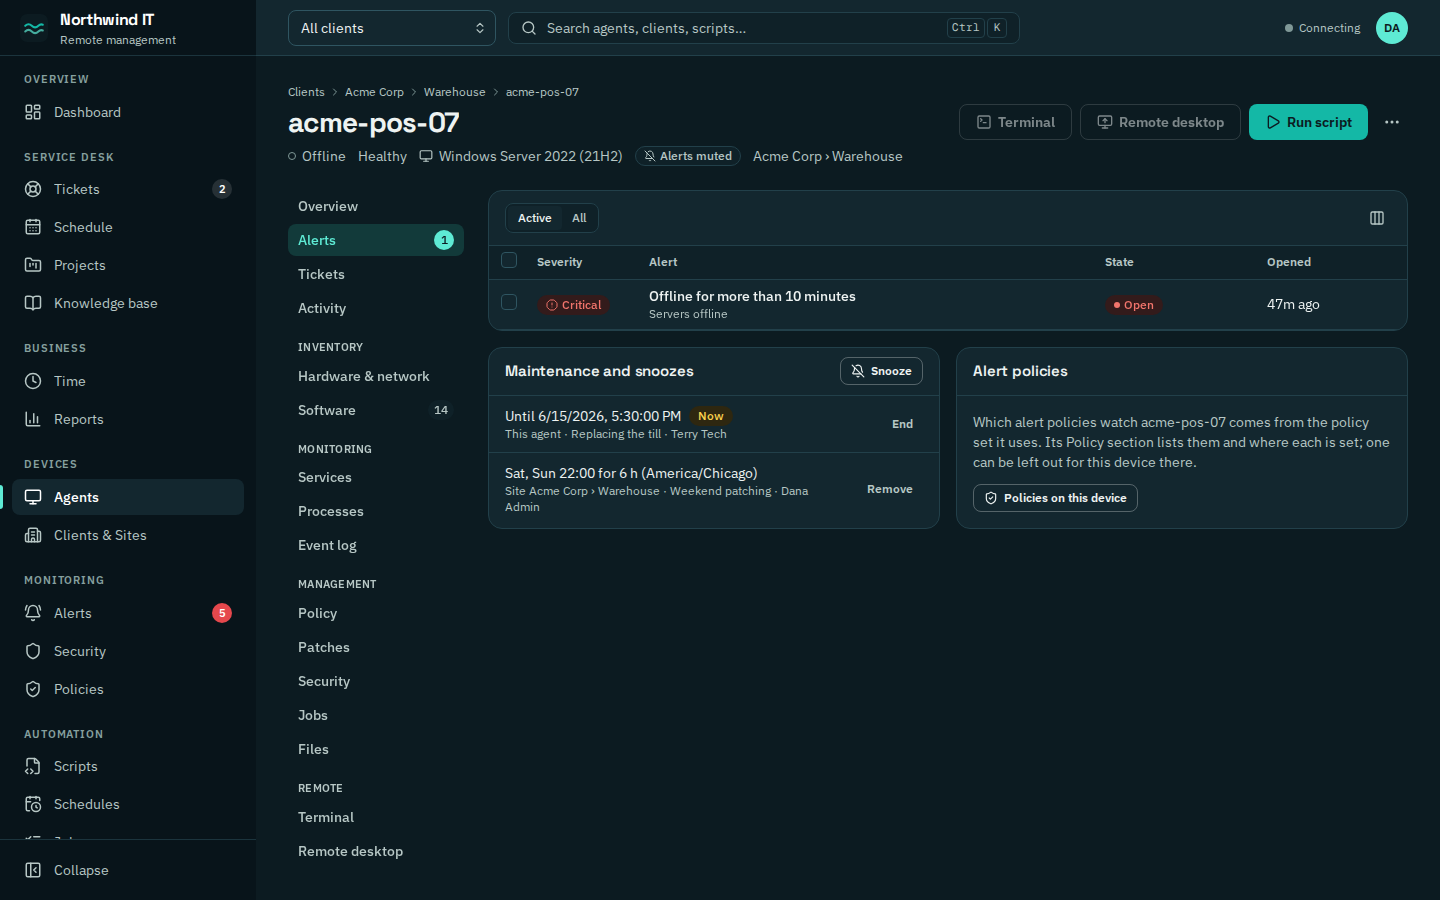 Northwind IT
Remote management
All clients
Search agents, clients, scripts...
Ctrl K
Connecting
DA
OVERVIEW
Dashboard
SERVICE DESK
Tickets 2
Schedule
Projects
Knowledge base
BUSINESS
Time
Reports
DEVICES
Agents
Clients & Sites
MONITORING
Alerts 5
Security
Policies
AUTOMATION
Scripts
Schedules
Collapse
Clients > Acme Corp > Warehouse > acme-pos-07
acme-pos-07
Terminal
Remote desktop
Run script
Offline Healthy Windows Server 2022 (21H2) Alerts muted Acme Corp › Warehouse
Overview
Alerts 1
Tickets
Activity
INVENTORY
Hardware & network
Software 14
MONITORING
Services
Processes
Event log
MANAGEMENT
Policy
Patches
Security
Jobs
Files
REMOTE
Terminal
Remote desktop
Active All
Severity Alert State Opened
Critical Offline for more than 10 minutes Open 47m ago
Servers offline
Maintenance and snoozes
Snooze
Until 6/15/2026, 5:30:00 PM Now
This agent · Replacing the till · Terry Tech
End
Sat, Sun 22:00 for 6 h (America/Chicago)
Site Acme Corp › Warehouse · Weekend patching · Dana
Admin
Remove
Alert policies
Which alert policies watch acme-pos-07 comes from the policy
set it uses. Its Policy section lists them and where each is set; one
can be left out for this device there.
Policies on this device